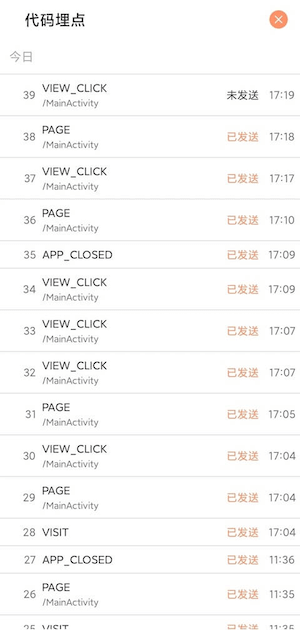 代码埋点
今日
39 VIEW_CLICK 未发送 17:19
/MainActivity
38 PAGE 已发送 17:18
/MainActivity
37 VIEW_CLICK 已发送 17:17
/MainActivity
36 PAGE 已发送 17:10
/MainActivity
35 APP_CLOSED 已发送 17:09
34 VIEW_CLICK 已发送 17:09
/MainActivity
33 VIEW_CLICK 已发送 17:07
/MainActivity
32 VIEW_CLICK 已发送 17:07
/MainActivity
31 PAGE 已发送 17:05
/MainActivity
30 VIEW_CLICK 已发送 17:04
/MainActivity
29 PAGE 已发送 17:04
/MainActivity
28 VISIT 已发送 17:04
27 APP_CLOSED 已发送 11:36
26 PAGE 已发送 11:35
/MainActivity
25 VISIT 已发送 11:35